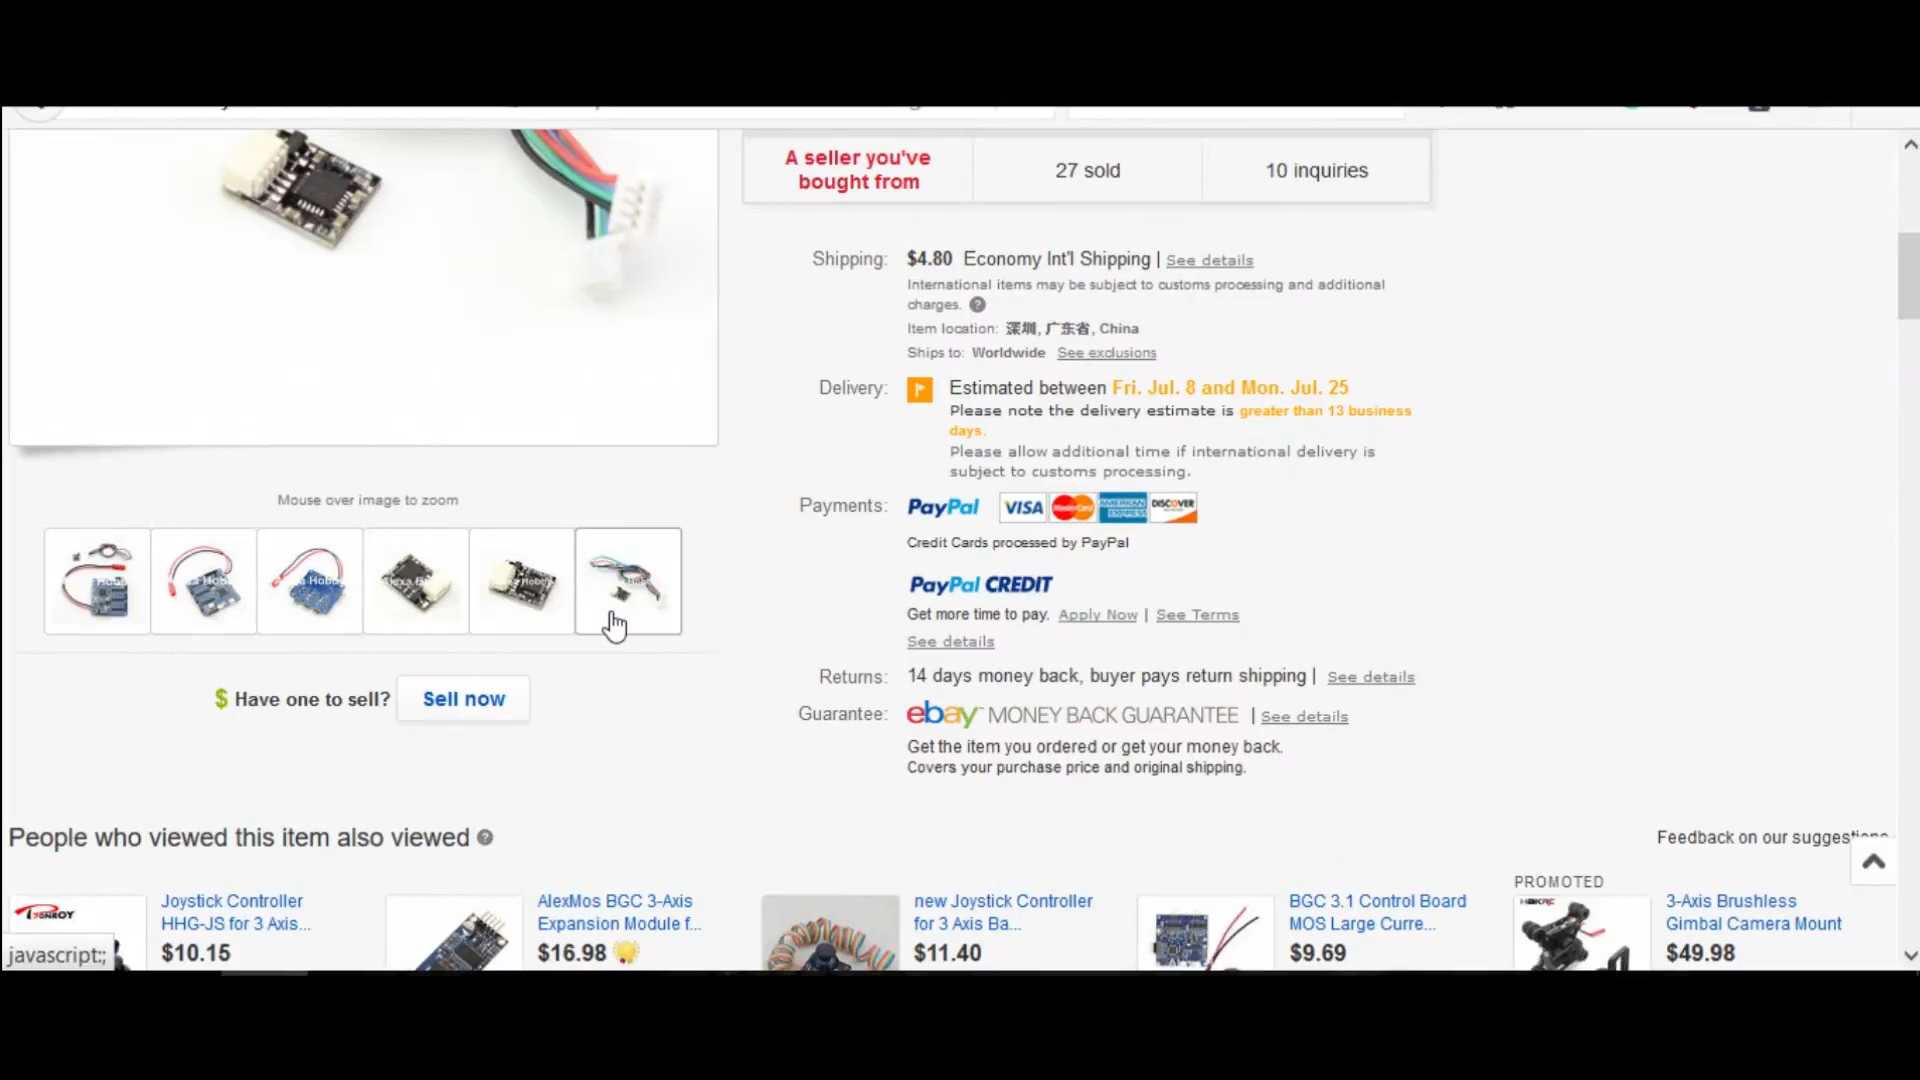 A seller you've
bought from
27 sold
10 inquiries
Shipping:
$4.80 Economy Int'l Shipping | See details
International items may be subject to customs processing and additional
charges.
Item location: 深圳, 广东省, China
Ships to: Worldwide See exclusions
Delivery:
Estimated between Fri. Jul. 8 and Mon. Jul. 25
Please note the delivery estimate is greater than 13 business
days.
Please allow additional time if international delivery is
subject to customs processing.
Mouse over image to zoom
Payments:
PayPal VISA MasterCard AMERICAN EXPRESS DISCOVER
Credit Cards processed by PayPal
PayPal CREDIT
Get more time to pay. Apply Now | See Terms
See details
Returns:
14 days money back, buyer pays return shipping | See details
Guarantee:
ebay MONEY BACK GUARANTEE | See details
Get the item you ordered or get your money back.
Covers your purchase price and original shipping.
$ Have one to sell? Sell now
People who viewed this item also viewed
Joystick Controller
HHG-JS for 3 Axis...
$10.15
AlexMos BGC 3-Axis
Expansion Module f...
$16.98
new Joystick Controller
for 3 Axis Ba...
$11.40
BGC 3.1 Control Board
MOS Large Curre...
$9.69
PROMOTED
3-Axis Brushless
Gimbal Camera Mount
$49.98
javascript:;